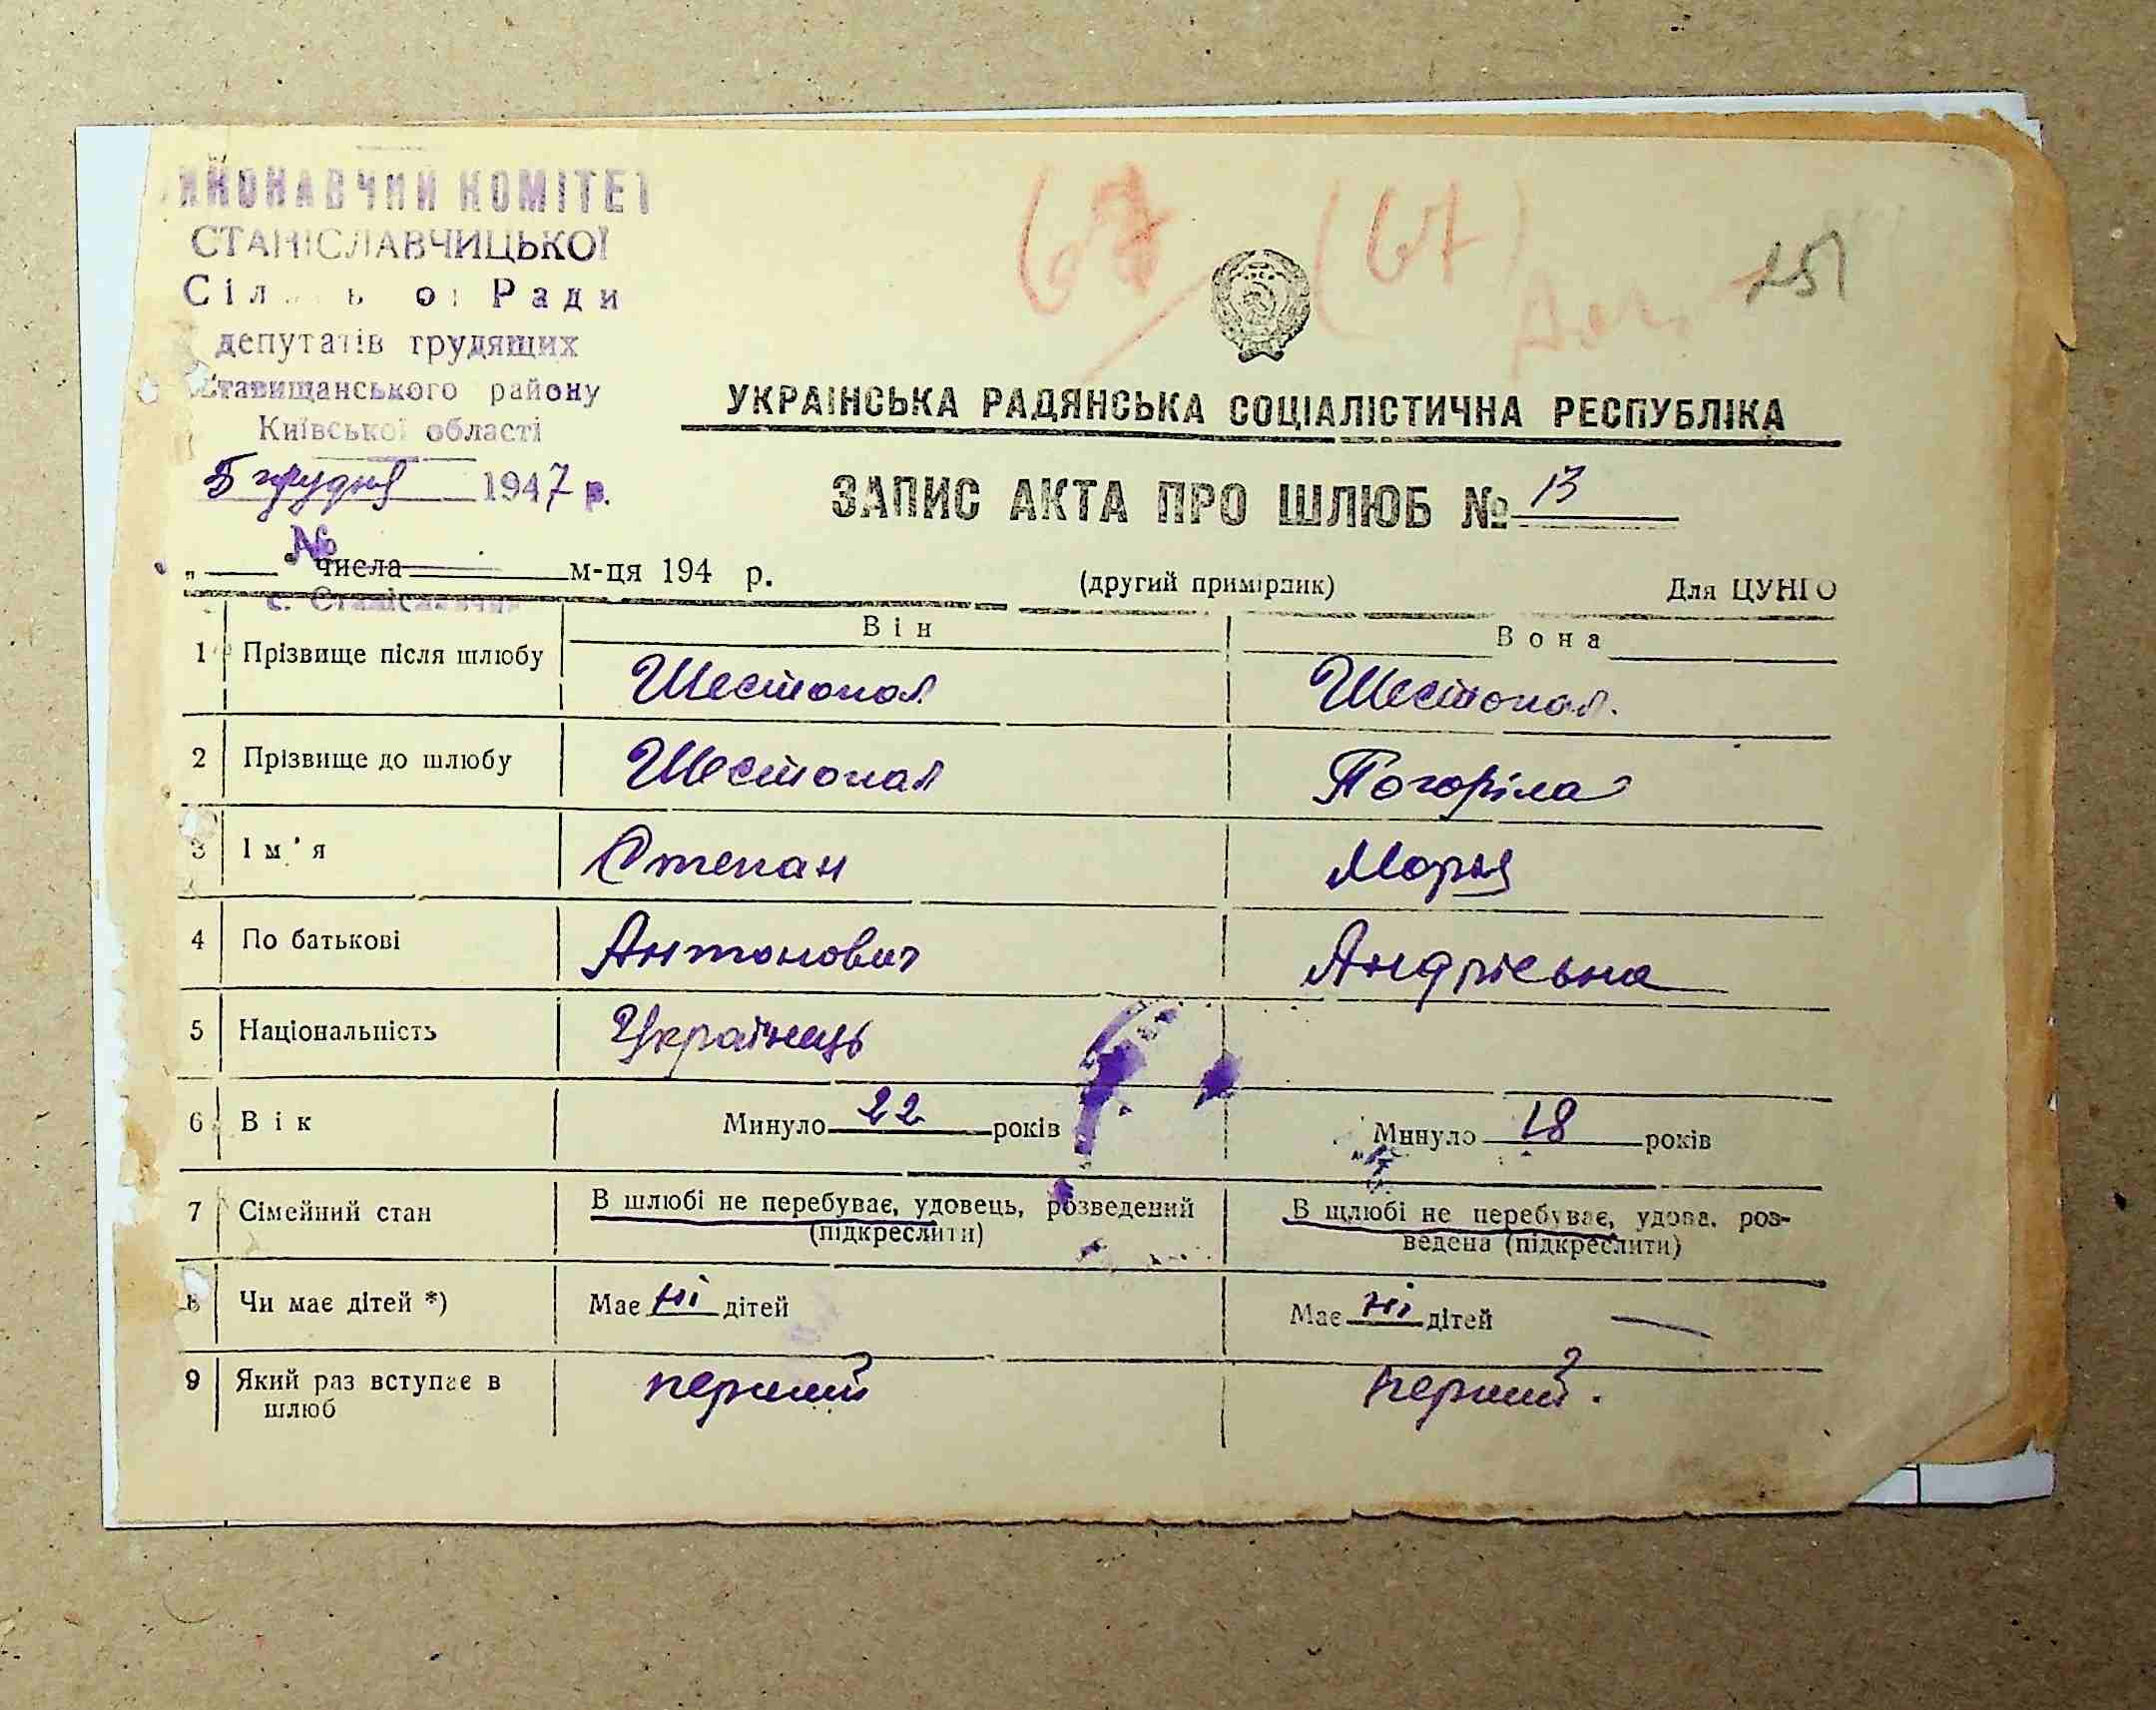 ВИКОНАВЧИЙ КОМІТЕТ
СТАНІСЛАВЧИЦЬКОЇ
Сіл ь о Ради
депутатів трудящих
Ставищанського району
Київської області
5 грудня 1947 р.
№
с. Станіславчик
67 (67)
151
УКРАЇНСЬКА РАДЯНСЬКА СОЦІАЛІСТИЧНА РЕСПУБЛІКА
ЗАПИС АКТА ПРО ШЛЮБ № 13
„ числа м-ця 194 р. (другий примірник) Для ЦУНГО
Він Вона
1 Прізвище після шлюбу Шестопал Шестопал.
2 Прізвище до шлюбу Шестопал Погоріла
3 Ім'я Степан Марія
4 По батькові Антонович Андріевна
5 Національність Українець
6 Вік Минуло 22 років Минуло 18 років
7 Сімейний стан В шлюбі не перебуває, удовець, розведений В шлюбі не перебуває, удова, роз-
(підкреслити) ведена (підкреслити)
8 Чи має дітей *) Має ні дітей Має ні дітей —
9 Який раз вступає в перший перший.
шлюб